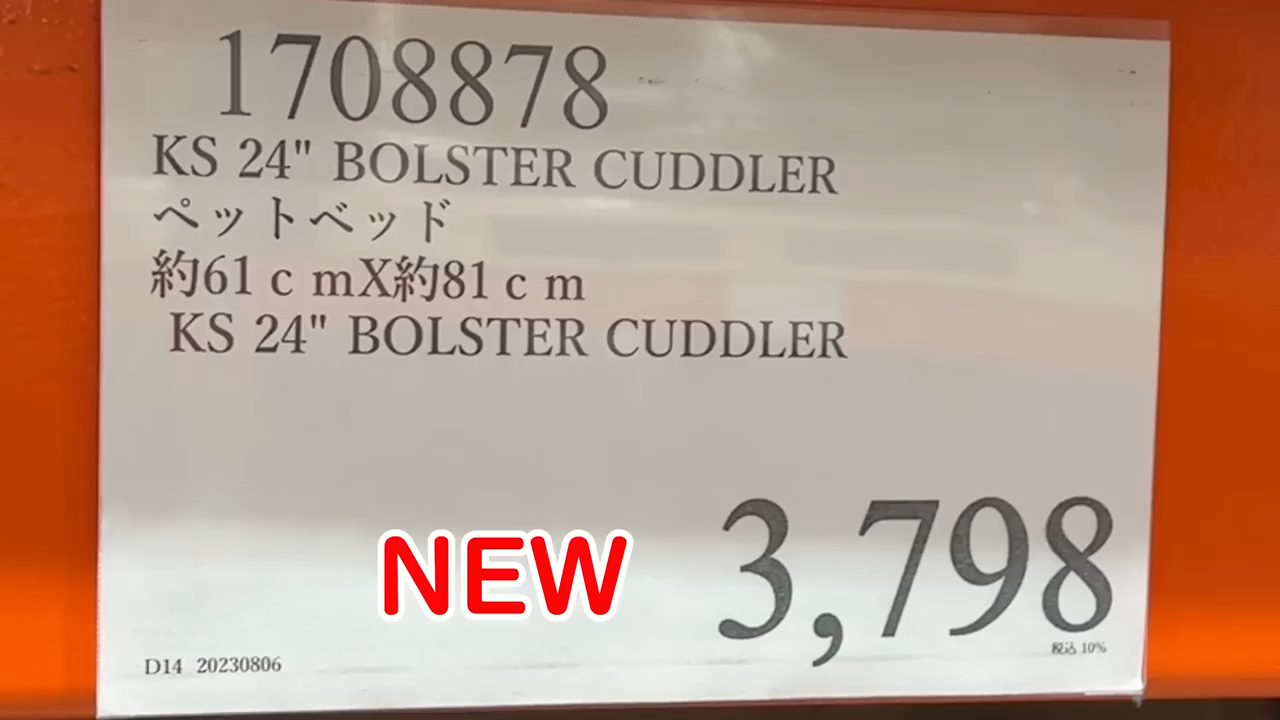 1708878
KS 24" BOLSTER CUDDLER
ペットベッド
約61ｃｍX約81ｃｍ
KS 24" BOLSTER CUDDLER
NEW
3,798
税込 10%
D14 20230806